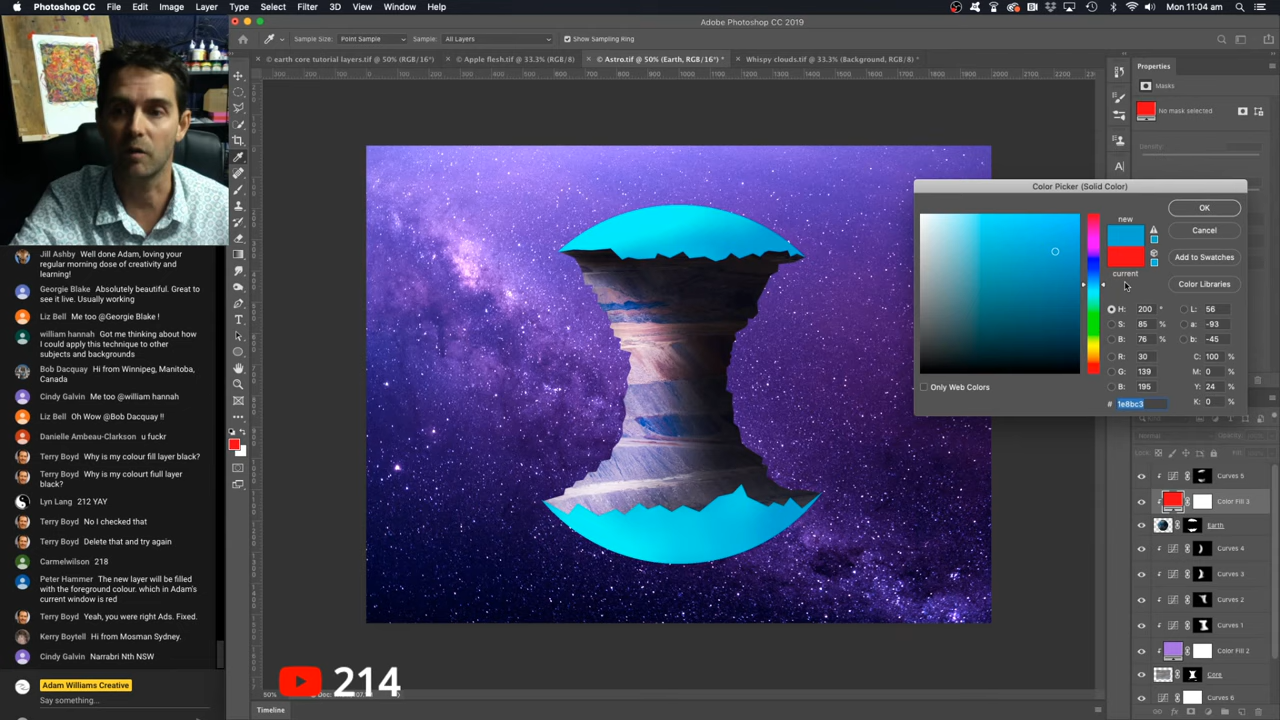 Photoshop CC File Edit Image Layer Type Select Filter 3D View Window Help
Mon 11:04 am
Adobe Photoshop CC 2019
Sample Size: Point Sample Sample: All Layers Show Sampling Ring
© earth core tutorial layers.tif @ 50% (RGB/16*)
© Apple flesh.tif @ 33.3% (RGB/8)
© Astro.tif @ 50% (Earth, RGB/16*) *
Whispy clouds.tif @ 33.3% (Background, RGB/8) *
Properties
Masks
No mask selected
Density:
Color Picker (Solid Color)
new
current
OK
Cancel
Add to Swatches
Color Libraries
H: 200 °
S: 85 %
B: 76 %
R: 30
G: 139
B: 195
L: 56
a: -93
b: -45
C: 100 %
M: 0 %
Y: 24 %
K: 0 %
# 1e8bc3
Only Web Colors
Normal Opacity:
Lock: Fill:
Curves 5
Color Fill 3
Earth
Curves 4
Curves 3
Curves 2
Curves 1
Color Fill 2
Core
Curves 6
Jill Ashby Well done Adam, loving your
regular morning dose of creativity and
learning!
Georgie Blake Absolutely beautiful. Great to
see it live. Usually working
Liz Bell Me too @Georgie Blake !
william hannah Got me thinking about how
I could apply this technique to other
subjects and backgrounds
Bob Dacquay Hi from Winnipeg, Manitoba,
Canada
Cindy Galvin Me too @william hannah
Liz Bell Oh Wow @Bob Dacquay !!
Danielle Ambeau-Clarkson u fuckr
Terry Boyd Why is my colour fill layer black?
Terry Boyd Why is my colourt fiull layer
black?
Lyn Lang 212 YAY
Terry Boyd No I checked that
Terry Boyd Delete that and try again
Carmelwilson 218
Peter Hammer The new layer will be filled
with the foreground colour. which in Adam's
current window is red
Terry Boyd Yeah, you were right Ads. Fixed.
Kerry Boytell Hi from Mosman Sydney.
Cindy Galvin Narrabri Nth NSW
Adam Williams Creative
Say something...
214
50%
Timeline